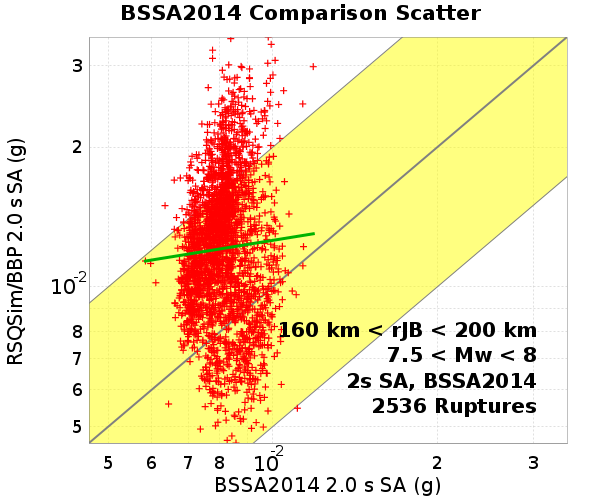 BSSA2014 Comparison Scatter
RSQSim/BBP 2.0 s SA (g)
3
2
10-2
8
7
6
5
160 km < rJB < 200 km
7.5 < Mw < 8
2s SA, BSSA2014
2536 Ruptures
5 6 7 8 10-2 2 3
BSSA2014 2.0 s SA (g)